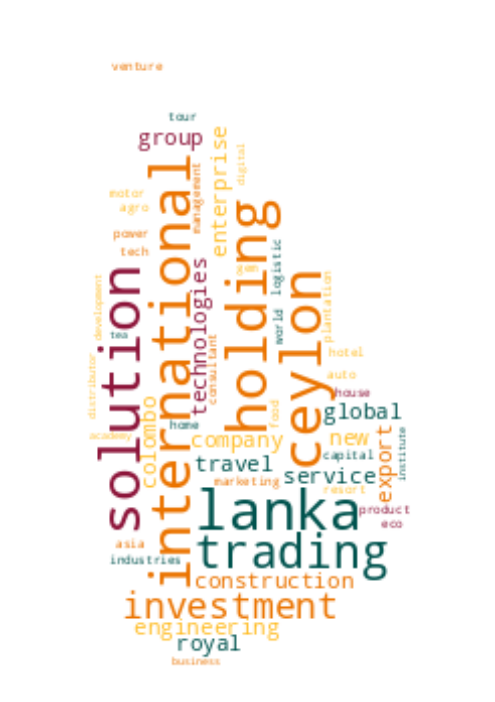 venture
tour
group
enterprise
digital
international
management
motor
agro
holding
power
tech
logistic
gem
technologies
solution
ceylon
plantation
development
world
tea
consultant
hotel
distributor
auto
house
colombo
food
global
home
academy
company
new
export
institute
travel
capital
service
marketing
resort
lanka
product
eco
trading
asia
industries
construction
investment
engineering
royal
business